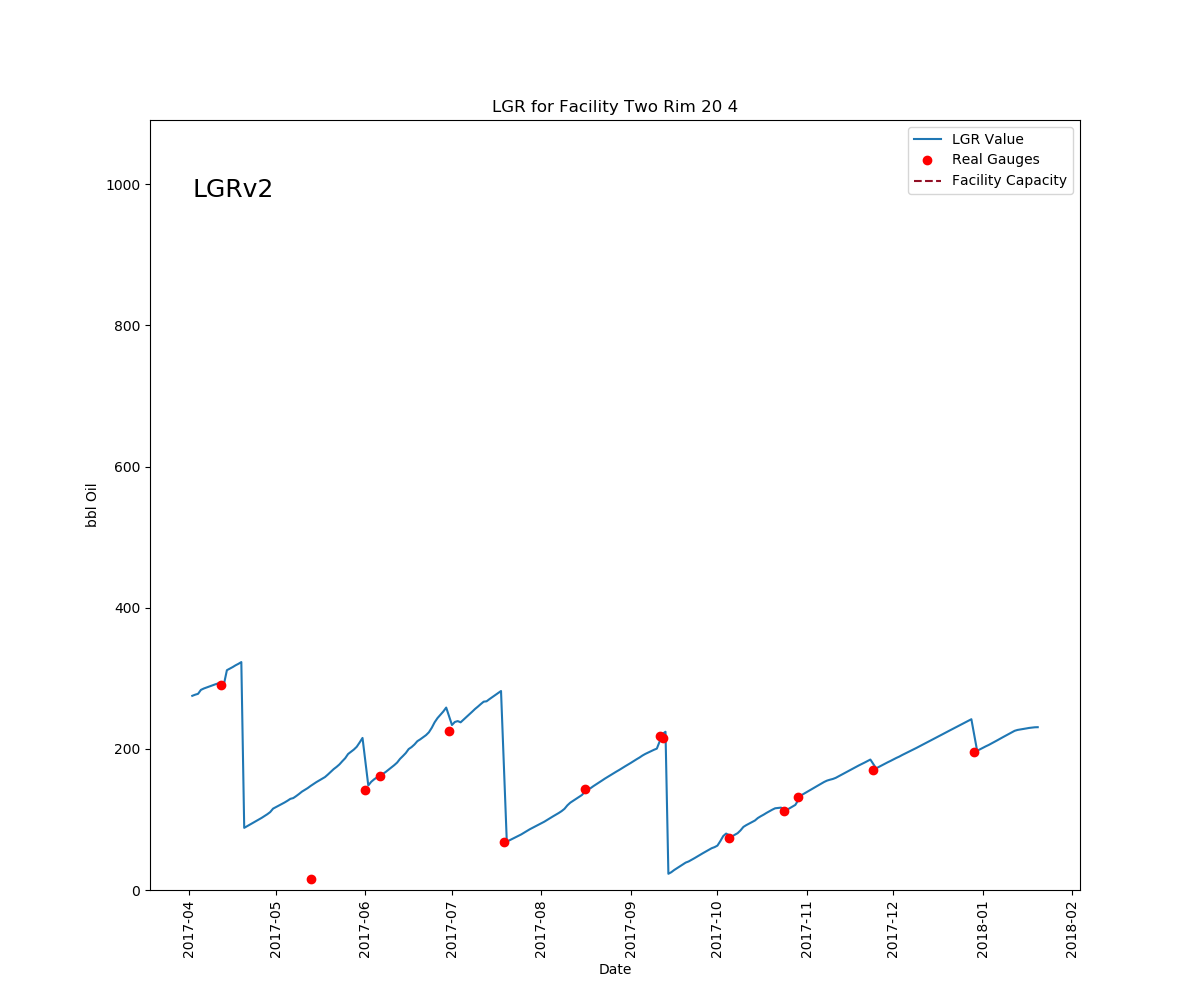 LGR for Facility Two Rim 20 4
LGR Value
Real Gauges
Facility Capacity
LGRv2
bbl Oil
1000
800
600
400
200
0
2017-04
2017-05
2017-06
2017-07
2017-08
2017-09
2017-10
2017-11
2017-12
2018-01
2018-02
Date